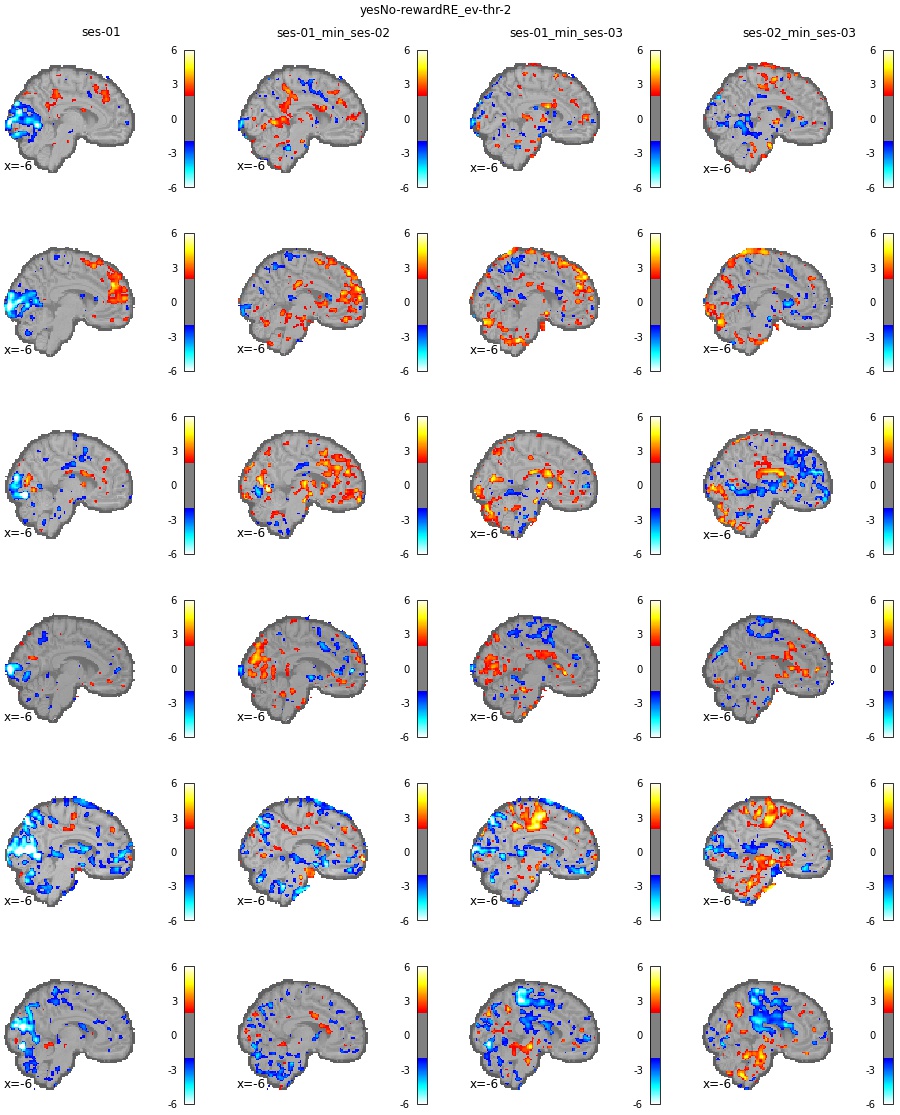 yesNo-rewardRE_ev-thr-2
ses-01 ses-01_min_ses-02 ses-01_min_ses-03 ses-02_min_ses-03
6 6 6 6
3 3 3 3
0 0 0 0
-3 -3 -3 -3
x=-6 x=-6 x=-6 x=-6
-6 -6 -6 -6
6 6 6 6
3 3 3 3
0 0 0 0
-3 -3 -3 -3
x=-6 x=-6 x=-6 x=-6
-6 -6 -6 -6
6 6 6 6
3 3 3 3
0 0 0 0
-3 -3 -3 -3
x=-6 x=-6 x=-6 x=-6
-6 -6 -6 -6
6 6 6 6
3 3 3 3
0 0 0 0
-3 -3 -3 -3
x=-6 x=-6 x=-6 x=-6
-6 -6 -6 -6
6 6 6 6
3 3 3 3
0 0 0 0
-3 -3 -3 -3
x=-6 x=-6 x=-6 x=-6
-6 -6 -6 -6
6 6 6 6
3 3 3 3
0 0 0 0
-3 -3 -3 -3
x=-6 x=-6 x=-6 x=-6
-6 -6 -6 -6